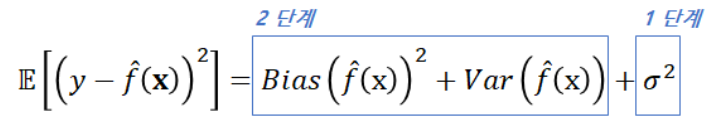 2 단계 1 단계
𝔼[(y − f̂(𝐱))²] = Bias(f̂(x))² + Var(f̂(x)) + σ²